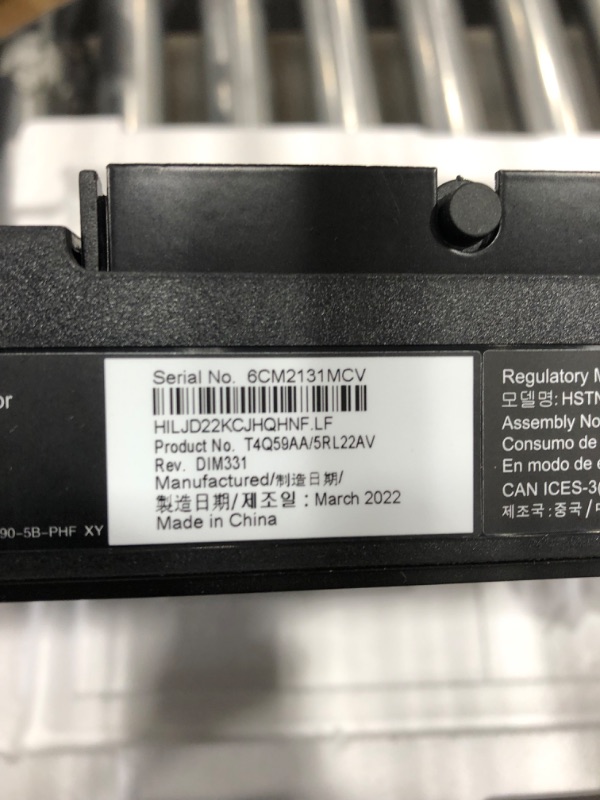 or
90-5B-PHF XY
Serial No. 6CM2131MCV
HILJD22KCJHQHNF.LF
Product No. T4Q59AA/5RL22AV
Rev. DIM331
Manufactured/制造日期/
製造日期/제조일 : March 2022
Made in China
Regulatory M
모델명: HSTN
Assembly No
Consumo de
En modo de e
CAN ICES-3(
제조국 : 중국 /